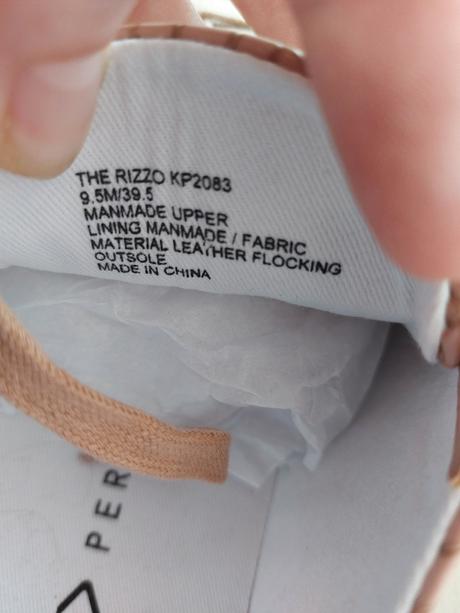 THE RIZZO KP2083
9.5M/39.5
MANMADE UPPER
LINING MANMADE / FABRIC
MATERIAL LEATHER FLOCKING
OUTSOLE
MADE IN CHINA
PER